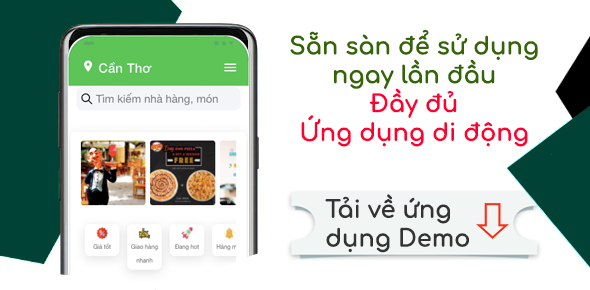 Cần Thơ
Tìm kiếm nhà hàng, món
FREE
Giá tốt
Giao hàng
nhanh
Đang hot
Hàng m
Sẵn sàn để sử dụng
ngay lần đầu
Đầy đủ
Ứng dụng di động
Tải về ứng
dụng Demo